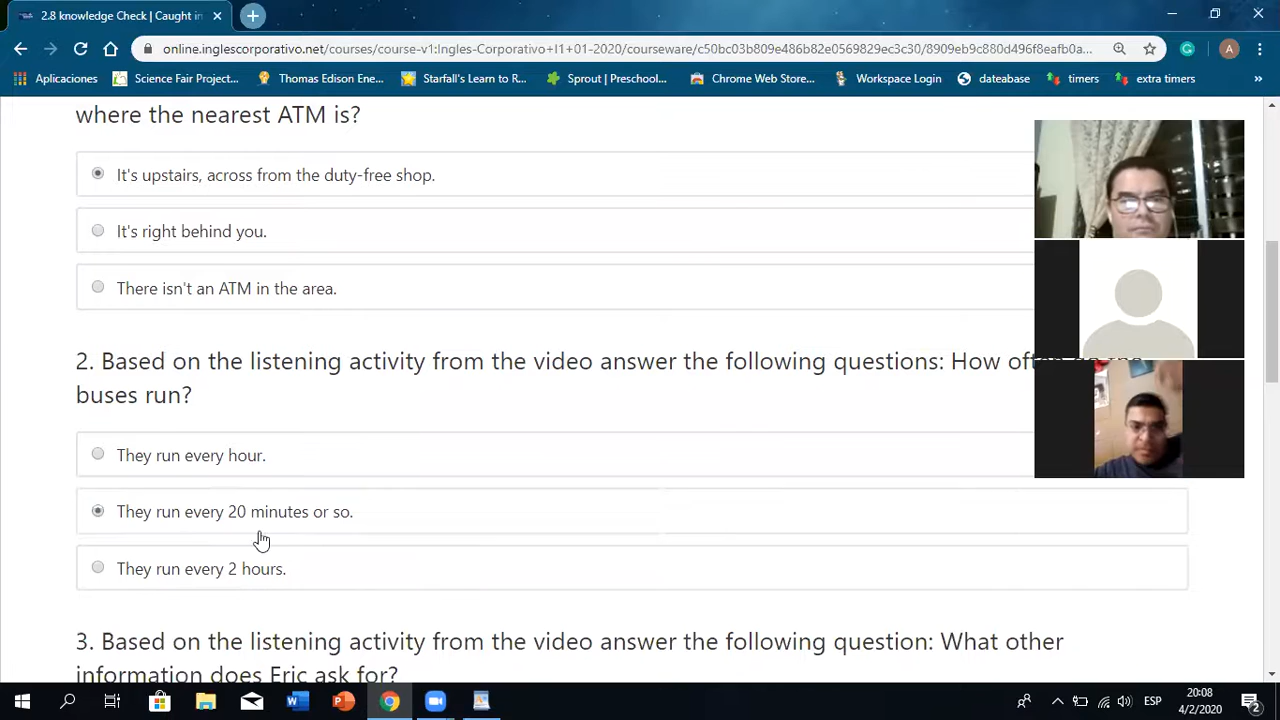 2.8 knowledge Check | Caught in
online.inglescorporativo.net/courses/course-v1:Ingles-Corporativo+I1+01-2020/courseware/c50bc03b809e486b82e0569829ec3c30/8909eb9c880d496f8eafb0a...
A
Aplicaciones
Science Fair Project...
Thomas Edison Ene...
Starfall's Learn to R...
Sprout | Preschool...
Chrome Web Store...
Workspace Login
dateabase
timers
extra timers
»
where the nearest ATM is?
It's upstairs, across from the duty-free shop.
It's right behind you.
There isn't an ATM in the area.
2. Based on the listening activity from the video answer the following questions: How often do the
buses run?
They run every hour.
They run every 20 minutes or so.
They run every 2 hours.
3. Based on the listening activity from the video answer the following question: What other
information does Eric ask for?
ESP
20:08
4/2/2020
2